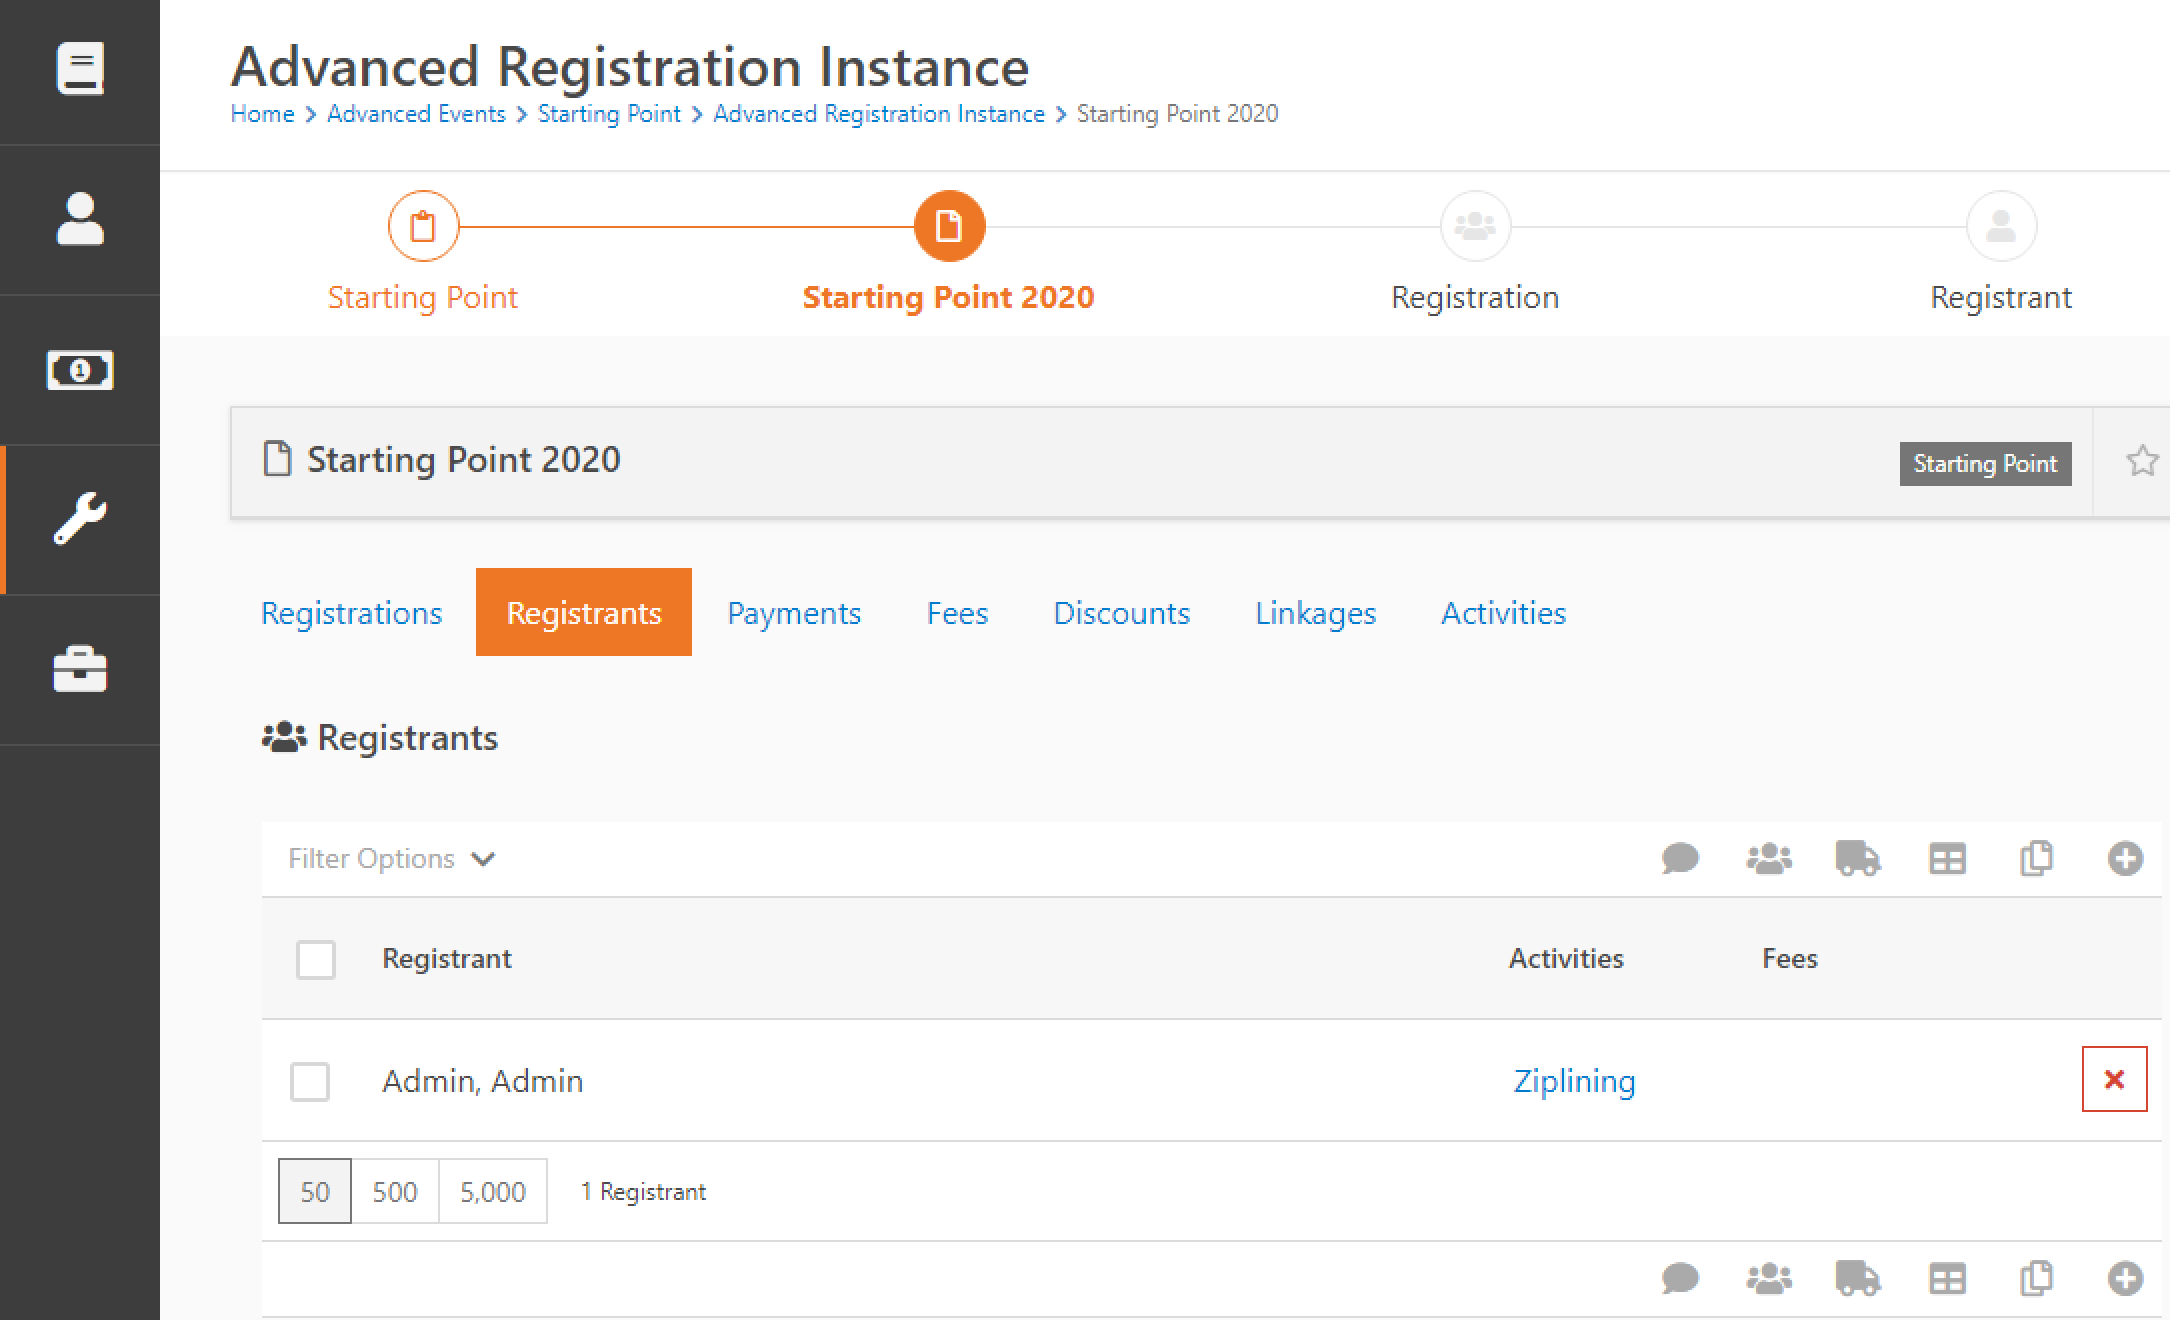 Advanced Registration Instance
Home > Advanced Events > Starting Point > Advanced Registration Instance > Starting Point 2020
Starting Point
Starting Point 2020
Registration
Registrant
Starting Point 2020
Starting Point
Registrations Registrants Payments Fees Discounts Linkages Activities
Registrants
Filter Options
Registrant Activities Fees
Admin, Admin Ziplining
50 500 5,000 1 Registrant